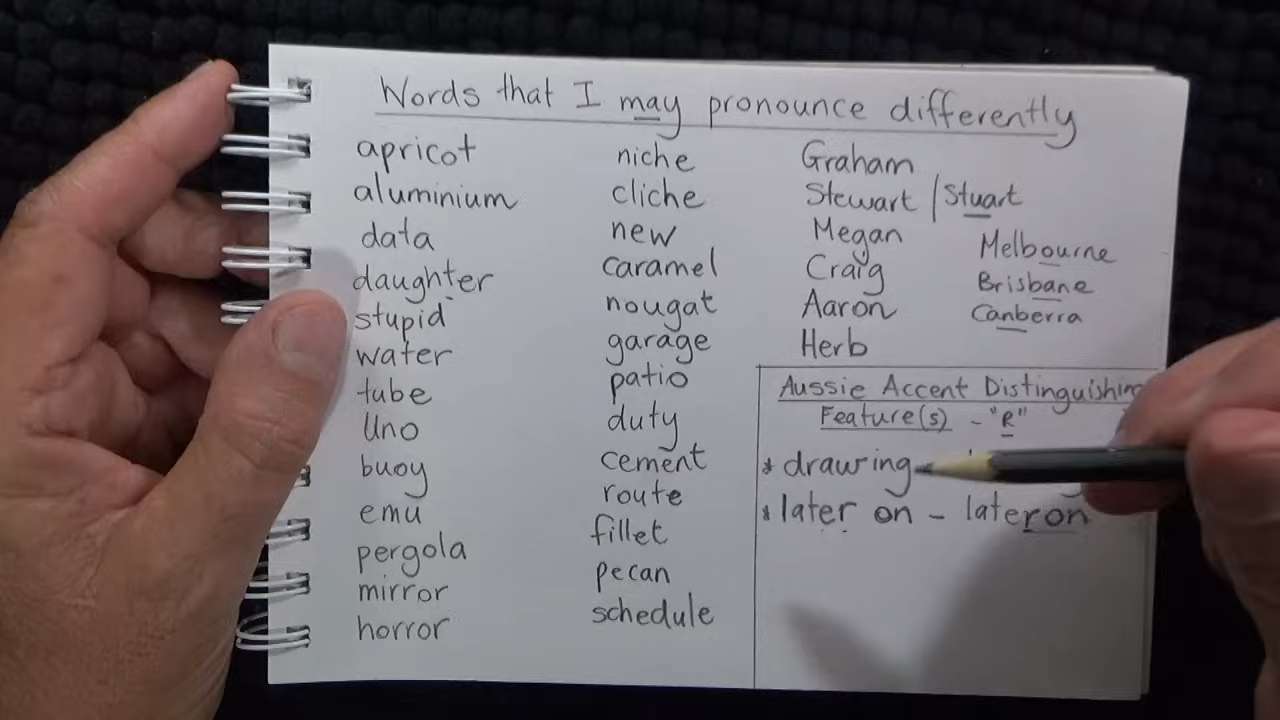 Words that I may pronounce differently
apricot
aluminium
data
daughter
stupid
water
tube
Uno
buoy
emu
pergola
mirror
horror
niche
cliche
new
caramel
nougat
garage
patio
duty
cement
route
fillet
pecan
schedule
Graham
Stewart / Stuart
Megan
Craig
Aaron
Herb
Melbourne
Brisbane
Canberra
Aussie Accent Distinguishin
Feature(s) - "R"
* drawing
* later on - later on